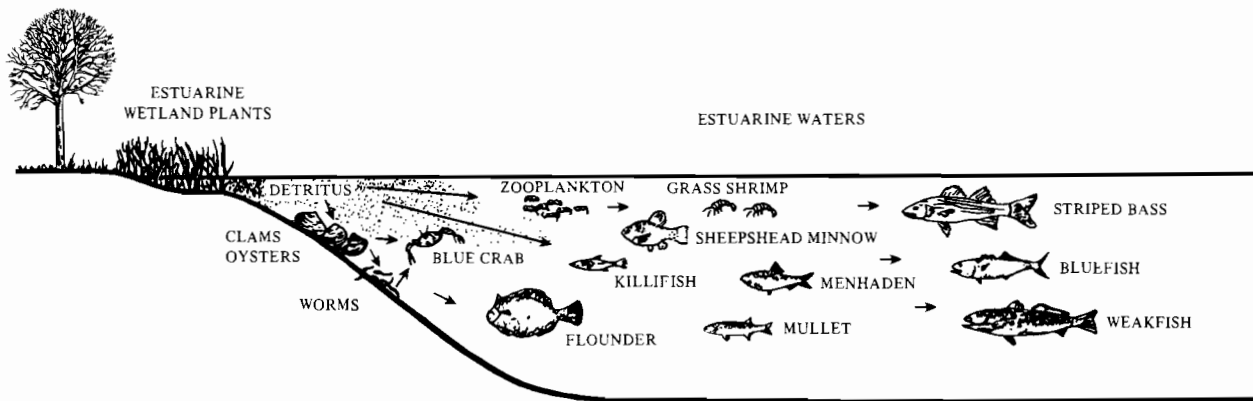 ESTUARINE
WETLAND PLANTS
ESTUARINE WATERS
DETRITUS
ZOOPLANKTON
GRASS SHRIMP
STRIPED BASS
CLAMS
OYSTERS
BLUE CRAB
SHEEPSHEAD MINNOW
KILLIFISH
MENHADEN
BLUEFISH
WORMS
FLOUNDER
MULLET
WEAKFISH